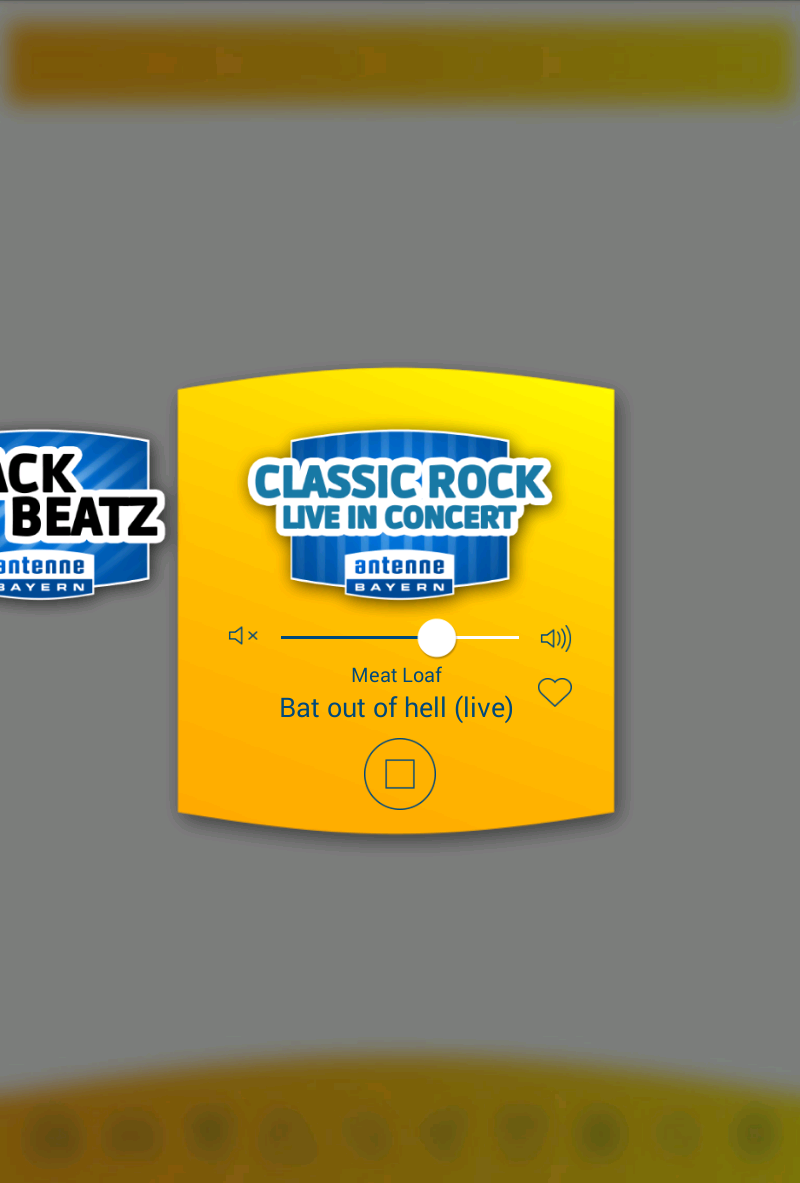 ACK
BEATZ
antenne
BAYERN
CLASSIC ROCK
LIVE IN CONCERT
antenne
BAYERN
Meat Loaf
Bat out of hell (live)